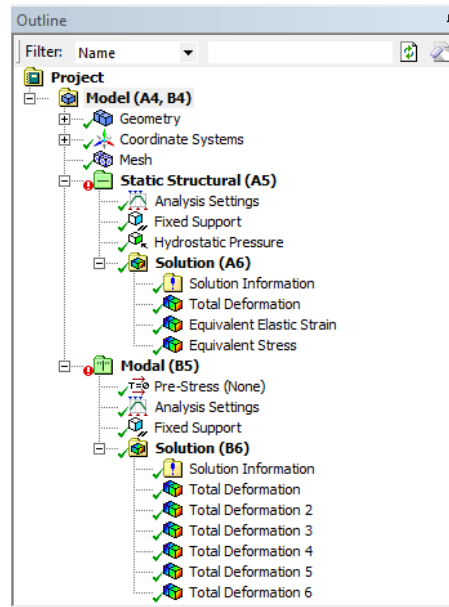 Outline
Filter: Name
Project
Model (A4, B4)
Geometry
Coordinate Systems
Mesh
Static Structural (A5)
Analysis Settings
Fixed Support
Hydrostatic Pressure
Solution (A6)
Solution Information
Total Deformation
Equivalent Elastic Strain
Equivalent Stress
Modal (B5)
T=0 Pre-Stress (None)
Analysis Settings
Fixed Support
Solution (B6)
Solution Information
Total Deformation
Total Deformation 2
Total Deformation 3
Total Deformation 4
Total Deformation 5
Total Deformation 6